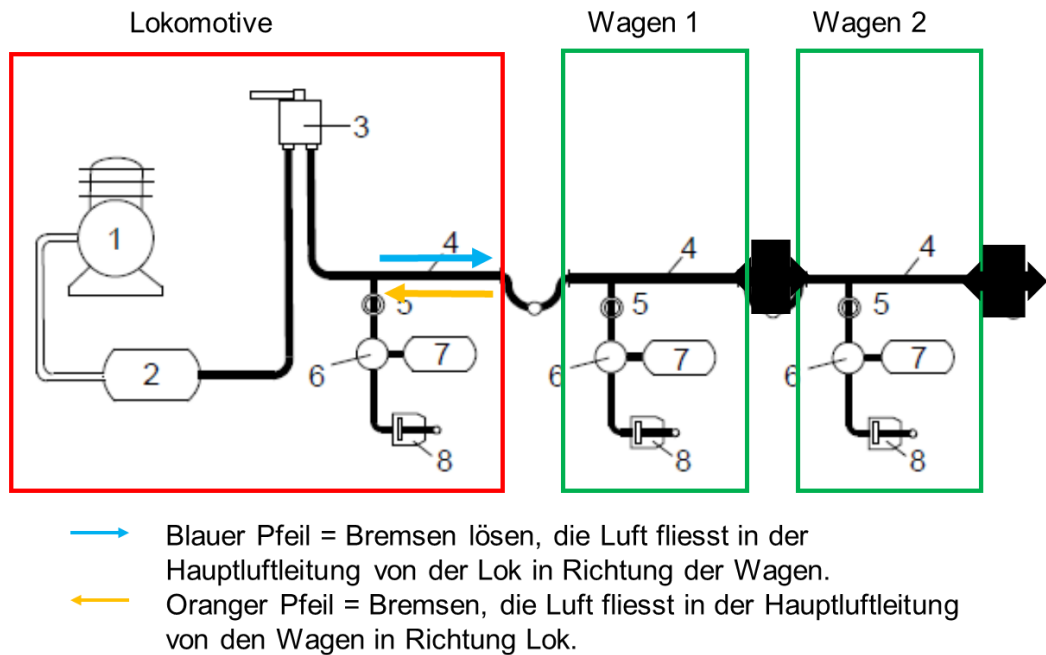 Lokomotive Wagen 1 Wagen 2
3
1
4 4 4
5 5 5
2 6 7 6 7 6 7
8 8 8
Blauer Pfeil = Bremsen lösen, die Luft fliesst in der
Hauptluftleitung von der Lok in Richtung der Wagen.
Oranger Pfeil = Bremsen, die Luft fliesst in der Hauptluftleitung
von den Wagen in Richtung Lok.